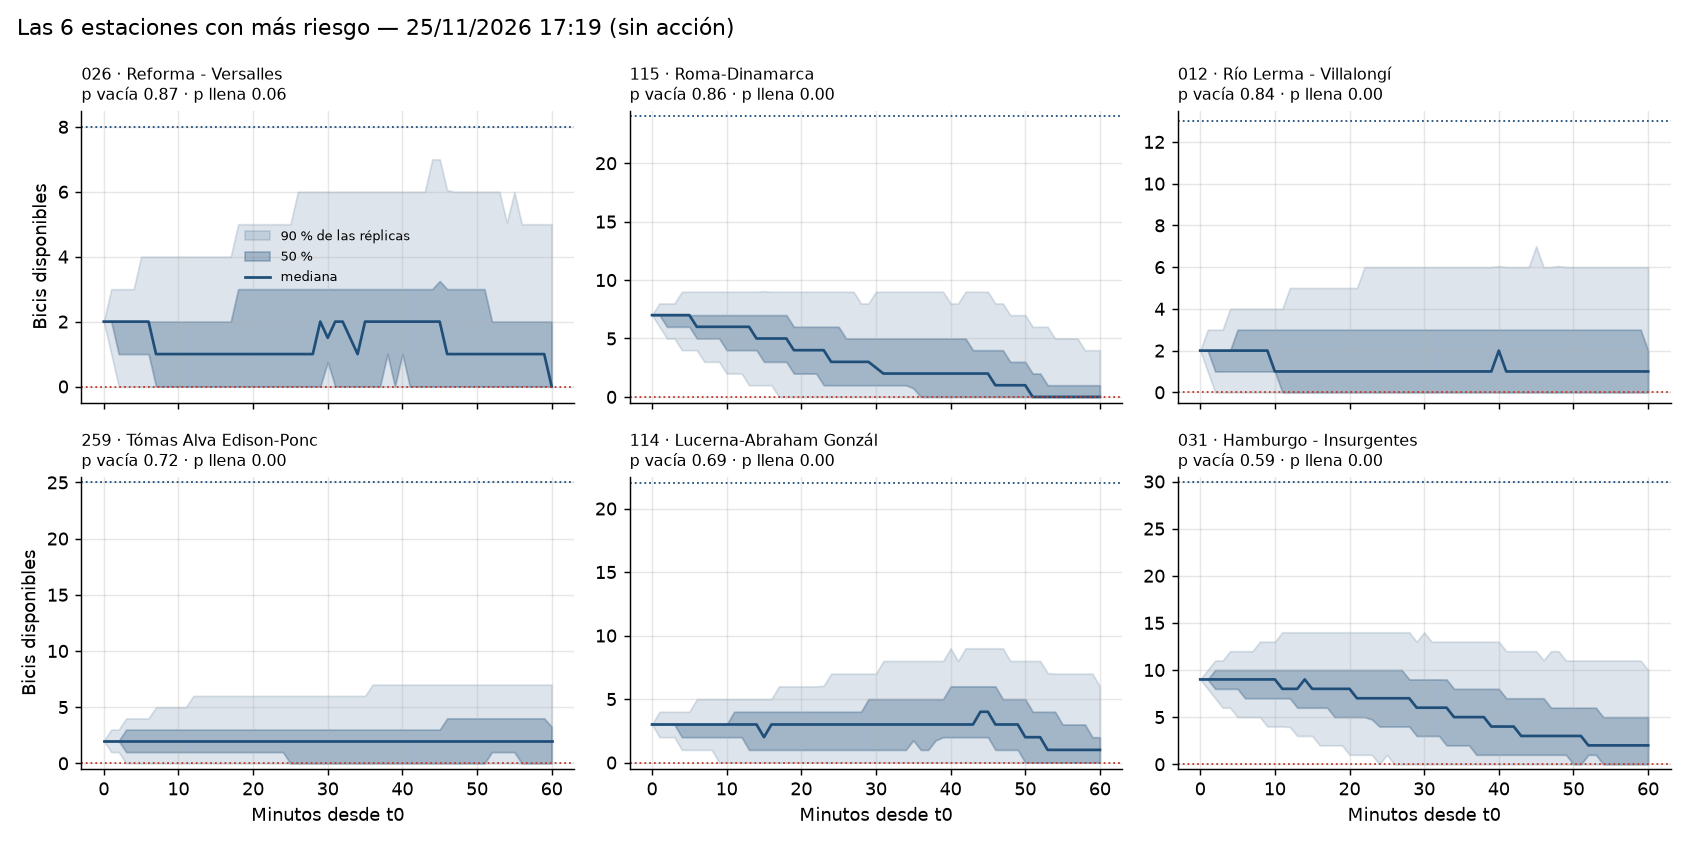 Las 6 estaciones con más riesgo — 25/11/2026 17:19 (sin acción)
026 · Reforma - Versalles
p vacía 0.87 · p llena 0.06
115 · Roma-Dinamarca
p vacía 0.86 · p llena 0.00
012 · Río Lerma - Villalongí
p vacía 0.84 · p llena 0.00
Bicis disponibles
8
6
4
2
0
90 % de las réplicas
50 %
mediana
20
15
10
5
0
12
10
8
6
4
2
0
259 · Tómas Alva Edison-Ponc
p vacía 0.72 · p llena 0.00
114 · Lucerna-Abraham Gonzál
p vacía 0.69 · p llena 0.00
031 · Hamburgo - Insurgentes
p vacía 0.59 · p llena 0.00
Bicis disponibles
25
20
15
10
5
0
0 10 20 30 40 50 60
Minutos desde t0
20
15
10
5
0
0 10 20 30 40 50 60
Minutos desde t0
30
25
20
15
10
5
0
0 10 20 30 40 50 60
Minutos desde t0